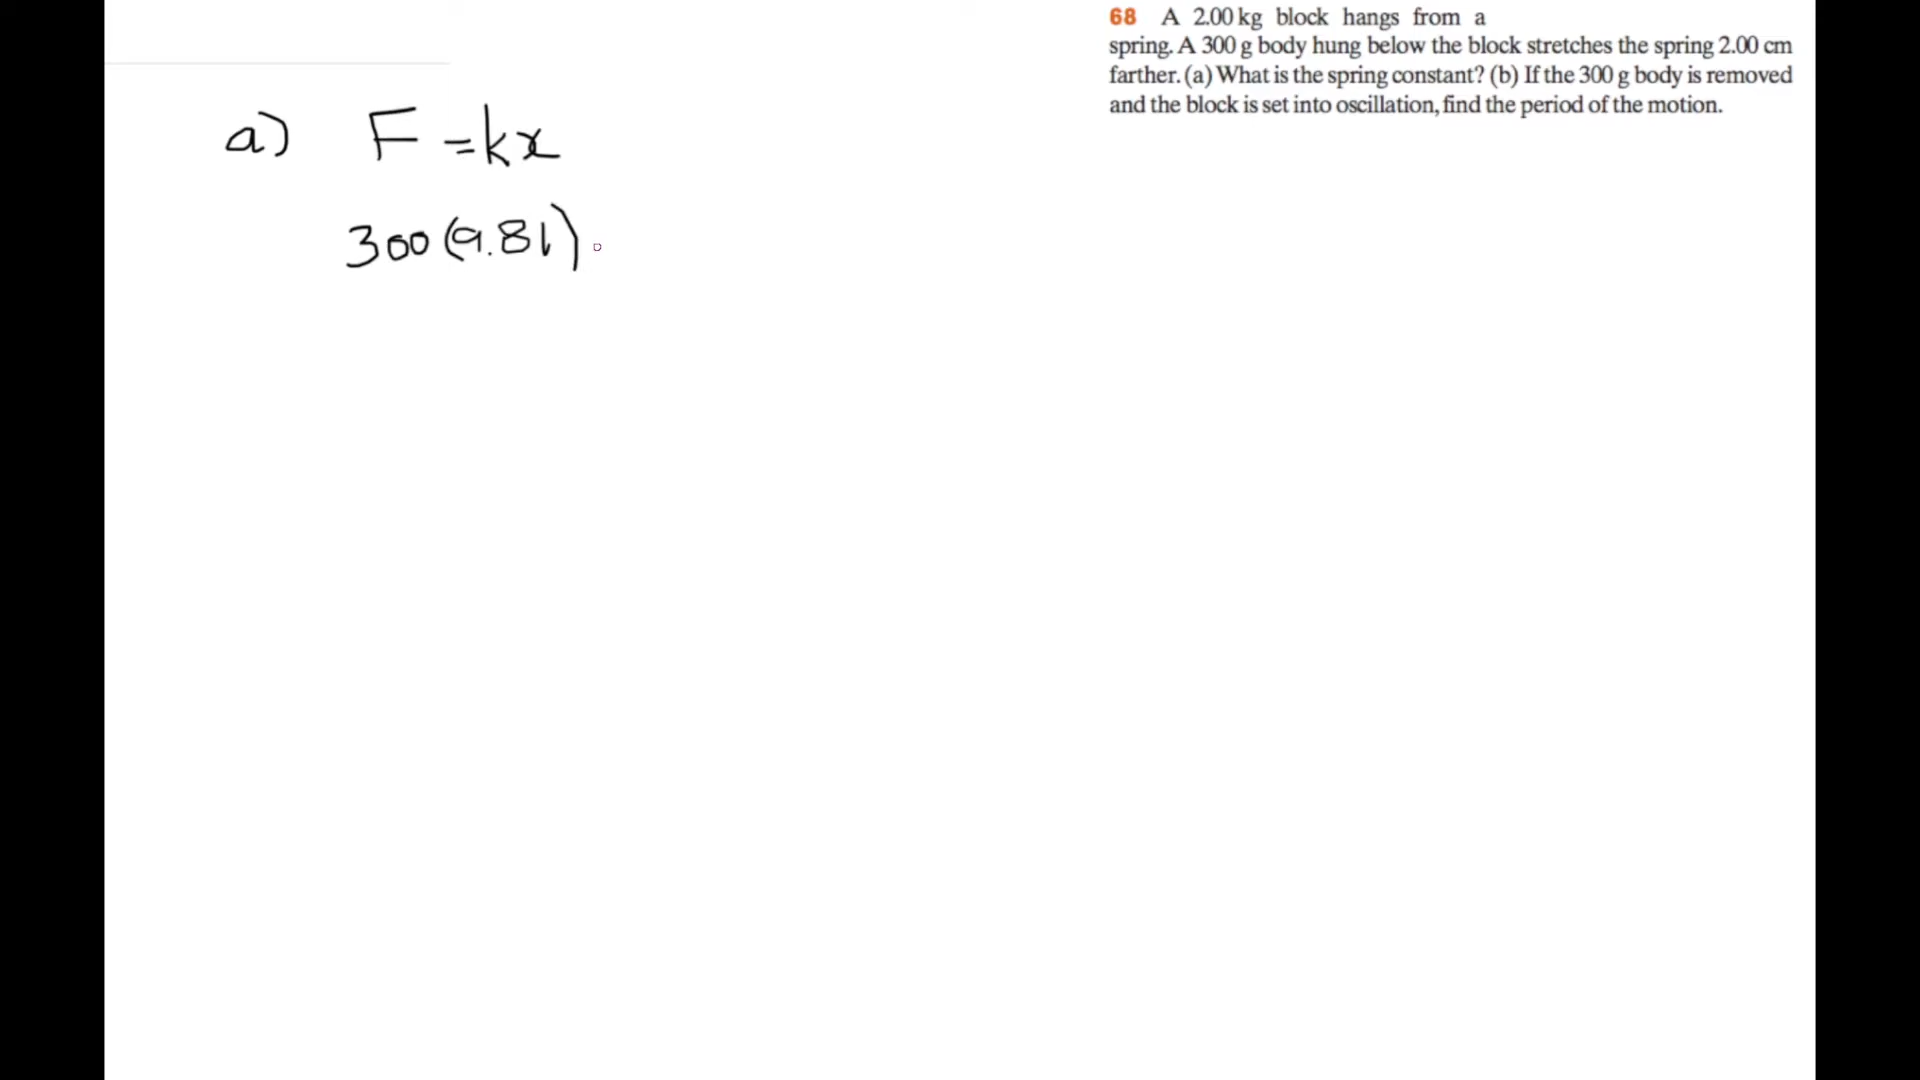 68 A 2.00 kg block hangs from a
spring. A 300 g body hung below the block stretches the spring 2.00 cm
farther. (a) What is the spring constant? (b) If the 300 g body is removed
and the block is set into oscillation, find the period of the motion.
a) F = kx
300 (9.81)